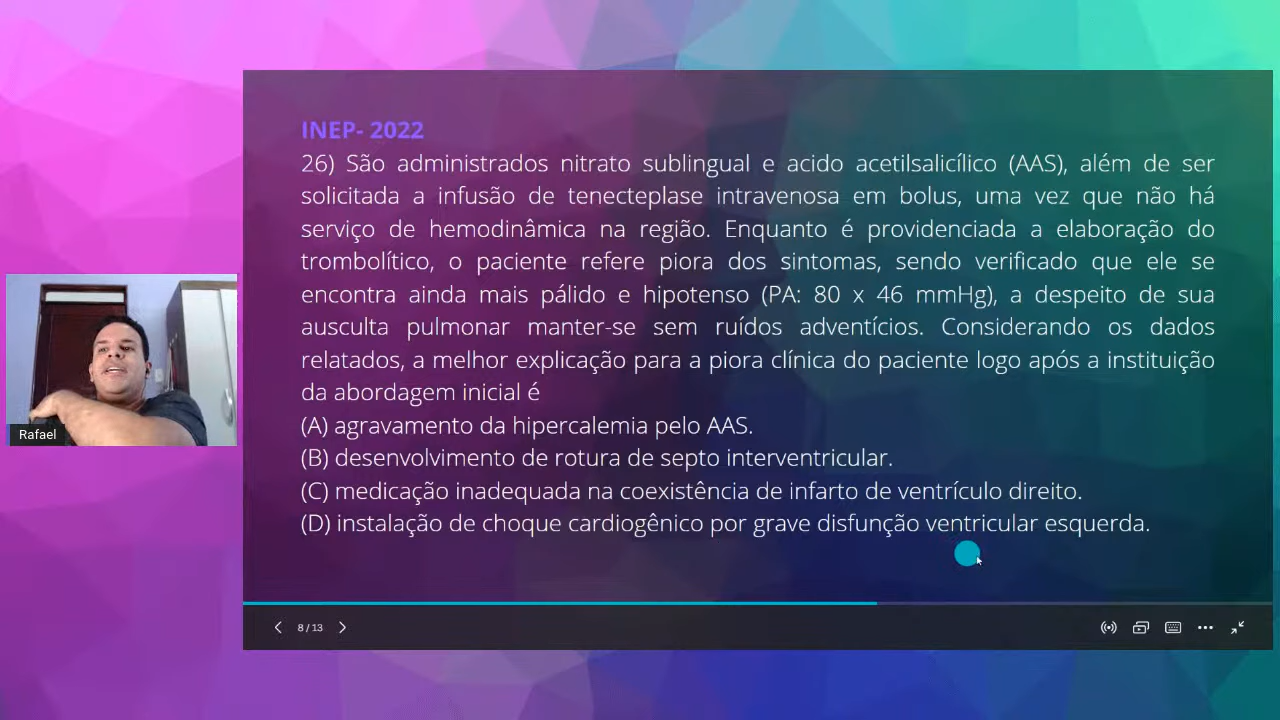 INEP- 2022
26) São administrados nitrato sublingual e acido acetilsalicílico (AAS), além de ser
solicitada a infusão de tenecteplase intravenosa em bolus, uma vez que não há
serviço de hemodinâmica na região. Enquanto é providenciada a elaboração do
trombolítico, o paciente refere piora dos sintomas, sendo verificado que ele se
encontra ainda mais pálido e hipotenso (PA: 80 x 46 mmHg), a despeito de sua
ausculta pulmonar manter-se sem ruídos adventícios. Considerando os dados
relatados, a melhor explicação para a piora clínica do paciente logo após a instituição
da abordagem inicial é
(A) agravamento da hipercalemia pelo AAS.
(B) desenvolvimento de rotura de septo interventricular.
(C) medicação inadequada na coexistência de infarto de ventrículo direito.
(D) instalação de choque cardiogênico por grave disfunção ventricular esquerda.
Rafael
8 / 13